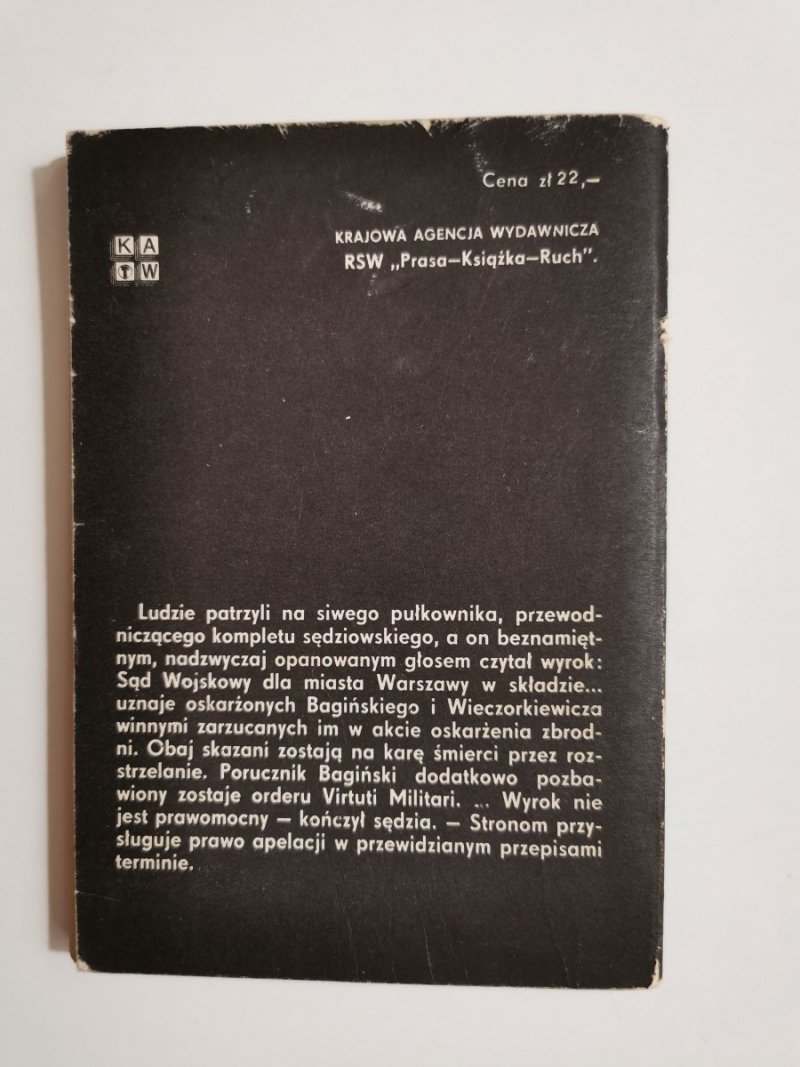 Cena zł 22,—
KRAJOWA AGENCJA WYDAWNICZA
RSW „Prasa—Książka—Ruch”.
K A
W
Ludzie patrzyli na siwego pułkownika, przewod-
niczącego kompletu sędziowskiego, a on beznamięt-
nym, nadzwyczaj opanowanym głosem czytał wyrok:
Sąd Wojskowy dla miasta Warszawy w składzie...
uznaje oskarżonych Bagińskiego i Wieczorkiewicza
winnymi zarzucanych im w akcie oskarżenia zbrod-
ni. Obaj skazani zostają na karę śmierci przez roz-
strzelanie. Porucznik Bagiński dodatkowo pozba-
wiony zostaje orderu Virtuti Militari. ... Wyrok nie
jest prawomocny — kończył sędzia. — Stronom przy-
sługuje prawo apelacji w przewidzianym przepisami
terminie.